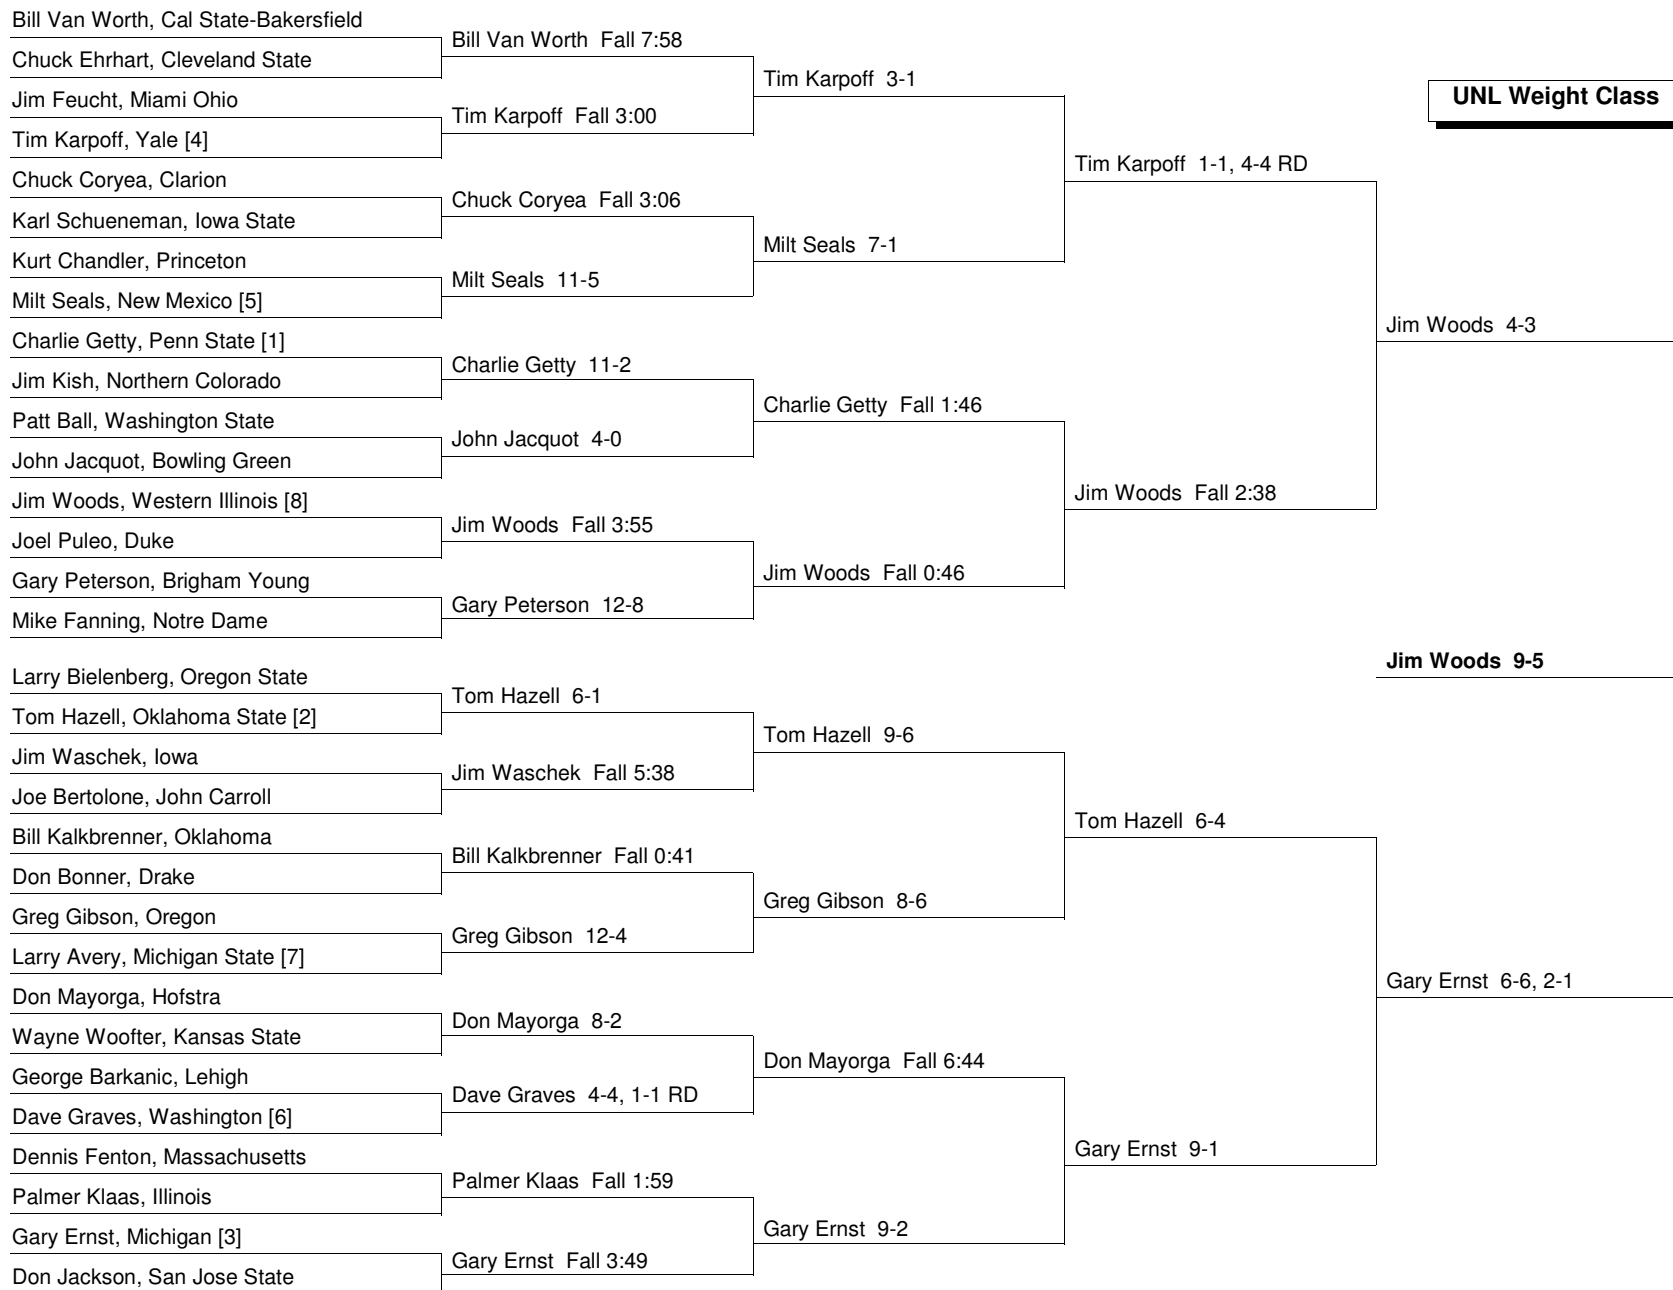 Bill Van Worth, Cal State-Bakersfield
Chuck Ehrhart, Cleveland State
Jim Feucht, Miami Ohio
Tim Karpoff, Yale [4]
Chuck Coryea, Clarion
Karl Schueneman, Iowa State
Kurt Chandler, Princeton
Milt Seals, New Mexico [5]
Charlie Getty, Penn State [1]
Jim Kish, Northern Colorado
Patt Ball, Washington State
John Jacquot, Bowling Green
Jim Woods, Western Illinois [8]
Joel Puleo, Duke
Gary Peterson, Brigham Young
Mike Fanning, Notre Dame
Larry Bielenberg, Oregon State
Tom Hazell, Oklahoma State [2]
Jim Waschek, Iowa
Joe Bertolone, John Carroll
Bill Kalkbrenner, Oklahoma
Don Bonner, Drake
Greg Gibson, Oregon
Larry Avery, Michigan State [7]
Don Mayorga, Hofstra
Wayne Woofter, Kansas State
George Barkanic, Lehigh
Dave Graves, Washington [6]
Dennis Fenton, Massachusetts
Palmer Klaas, Illinois
Gary Ernst, Michigan [3]
Don Jackson, San Jose State
Bill Van Worth Fall 7:58
Tim Karpoff Fall 3:00
Chuck Coryea Fall 3:06
Milt Seals 11-5
Charlie Getty 11-2
John Jacquot 4-0
Jim Woods Fall 3:55
Gary Peterson 12-8
Tom Hazell 6-1
Jim Waschek Fall 5:38
Bill Kalkbrenner Fall 0:41
Greg Gibson 12-4
Don Mayorga 8-2
Dave Graves 4-4, 1-1 RD
Palmer Klaas Fall 1:59
Gary Ernst Fall 3:49
Tim Karpoff 3-1
Milt Seals 7-1
Charlie Getty Fall 1:46
Jim Woods Fall 0:46
Tom Hazell 9-6
Greg Gibson 8-6
Don Mayorga Fall 6:44
Gary Ernst 9-2
Tim Karpoff 1-1, 4-4 RD
Jim Woods Fall 2:38
Tom Hazell 6-4
Gary Ernst 9-1
UNL Weight Class
Jim Woods 4-3
Jim Woods 9-5
Gary Ernst 6-6, 2-1